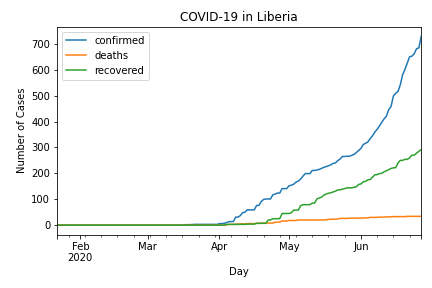 COVID-19 in Liberia
confirmed
deaths
recovered
700
600
500
400
300
200
100
0
Number of Cases
Feb Mar Apr May Jun
2020
Day